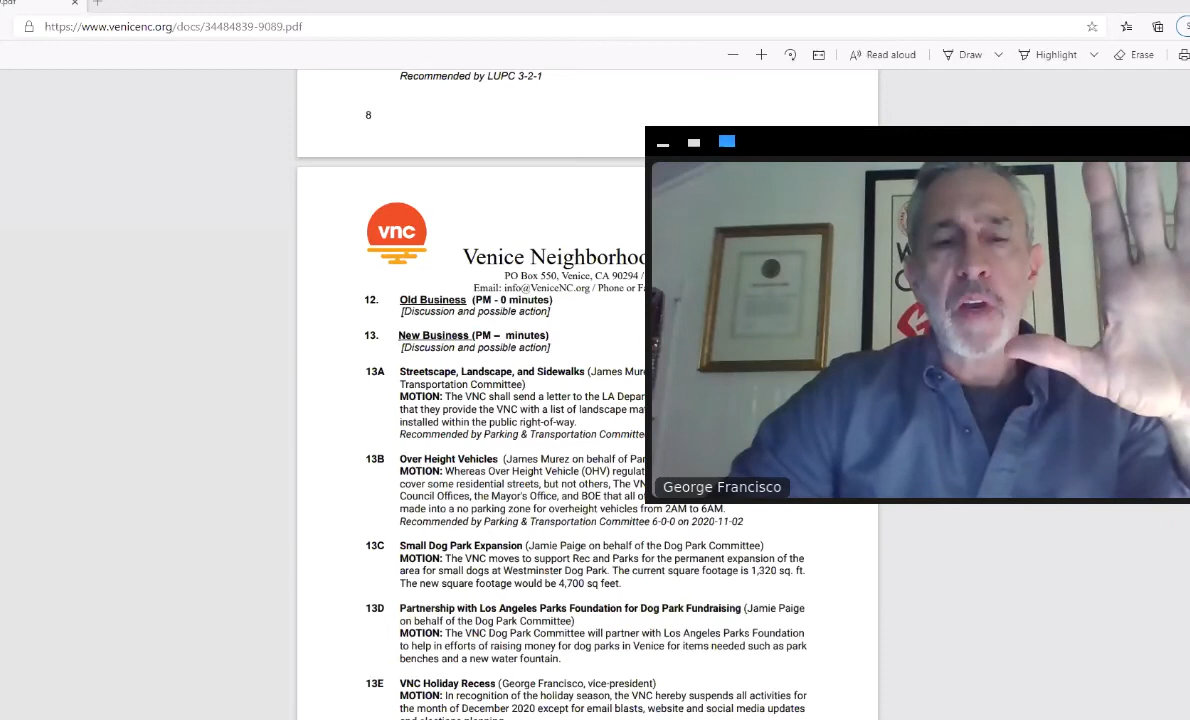 .pdf
https://www.venicenc.org/docs/34484839-9089.pdf
Read aloud
Draw
Highlight
Erase
Recommended by LUPC 3-2-1
8
vnc
Venice Neighborhoo
PO Box 550, Venice, CA 90294 /
Email: info@VeniceNC.org / Phone or Fa
12. Old Business (PM - 0 minutes)
[Discussion and possible action]
13. New Business (PM – minutes)
[Discussion and possible action]
13A Streetscape, Landscape, and Sidewalks (James Mure
Transportation Committee)
MOTION: The VNC shall send a letter to the LA Depar
that they provide the VNC with a list of landscape ma
installed within the public right-of-way.
Recommended by Parking & Transportation Committe
13B Over Height Vehicles (James Murez on behalf of Par
MOTION: Whereas Over Height Vehicle (OHV) regulat
cover some residential streets, but not others, The VN
Council Offices, the Mayor's Office, and BOE that all of
made into a no parking zone for overheight vehicles from 2AM to 6AM.
Recommended by Parking & Transportation Committee 6-0-0 on 2020-11-02
13C Small Dog Park Expansion (Jamie Paige on behalf of the Dog Park Committee)
MOTION: The VNC moves to support Rec and Parks for the permanent expansion of the
area for small dogs at Westminster Dog Park. The current square footage is 1,320 sq. ft.
The new square footage would be 4,700 sq feet.
13D Partnership with Los Angeles Parks Foundation for Dog Park Fundraising (Jamie Paige
on behalf of the Dog Park Committee)
MOTION: The VNC Dog Park Committee will partner with Los Angeles Parks Foundation
to help in efforts of raising money for dog parks in Venice for items needed such as park
benches and a new water fountain.
13E VNC Holiday Recess (George Francisco, vice-president)
MOTION: In recognition of the holiday season, the VNC hereby suspends all activities for
the month of December 2020 except for email blasts, website and social media updates
George Francisco